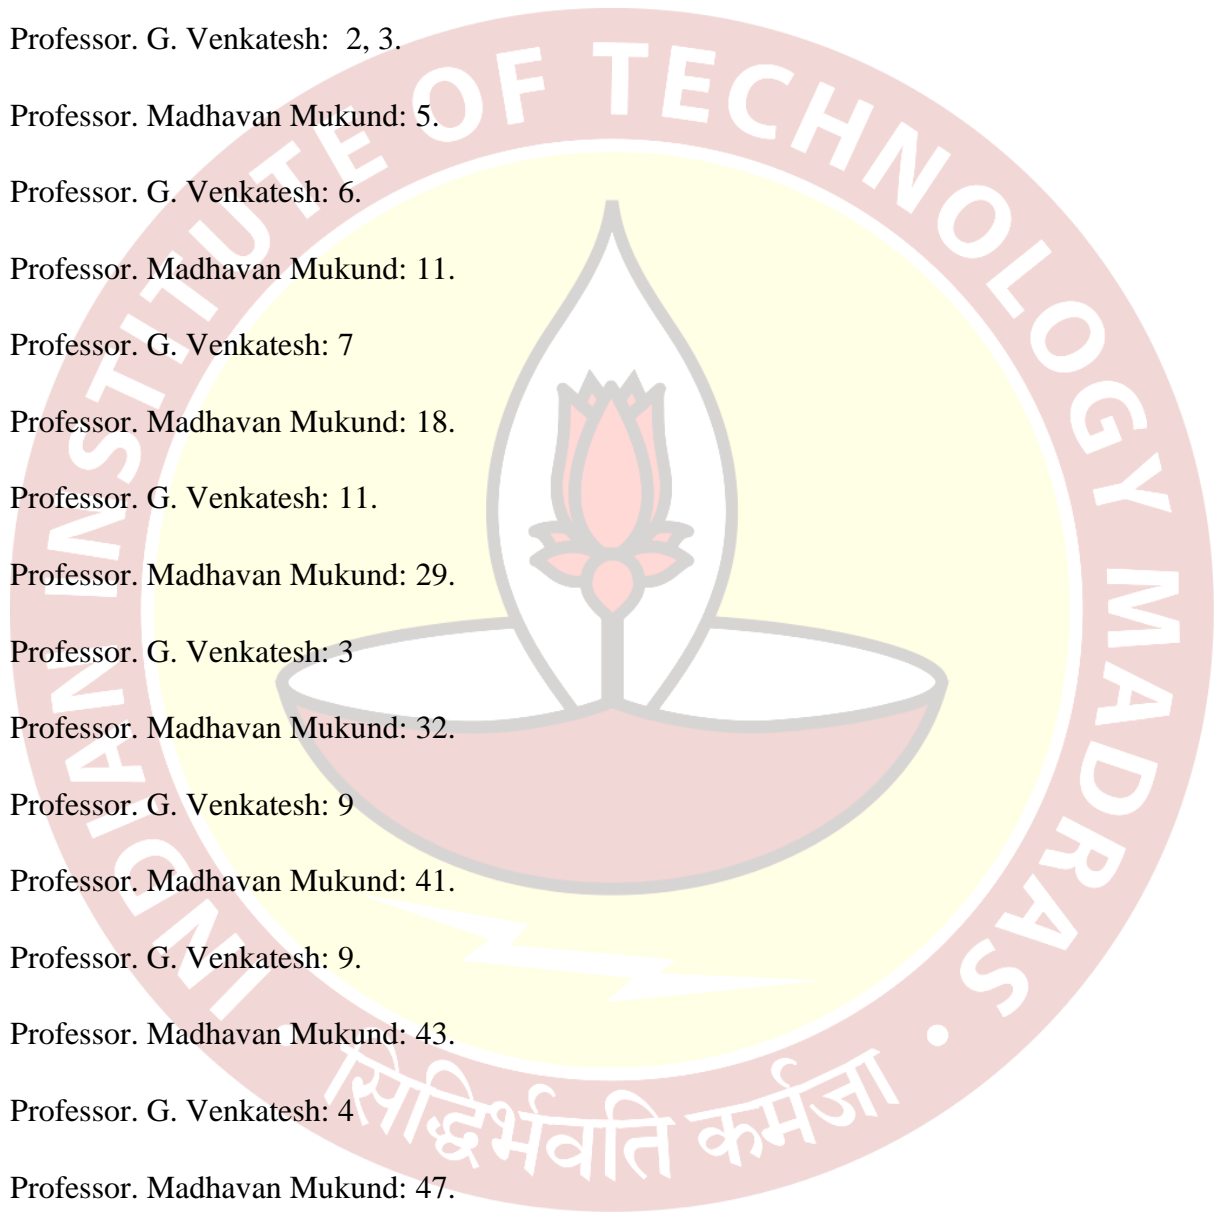 Professor. G. Venkatesh: 2, 3.
Professor. Madhavan Mukund: 5.
Professor. G. Venkatesh: 6.
Professor. Madhavan Mukund: 11.
Professor. G. Venkatesh: 7
Professor. Madhavan Mukund: 18.
Professor. G. Venkatesh: 11.
Professor. Madhavan Mukund: 29.
Professor. G. Venkatesh: 3
Professor. Madhavan Mukund: 32.
Professor. G. Venkatesh: 9
Professor. Madhavan Mukund: 41.
Professor. G. Venkatesh: 9.
Professor. Madhavan Mukund: 43.
Professor. G. Venkatesh: 4
Professor. Madhavan Mukund: 47.
INDIAN INSTITUTE OF TECHNOLOGY MADRAS
सिद्धिर्भवति कर्मजा